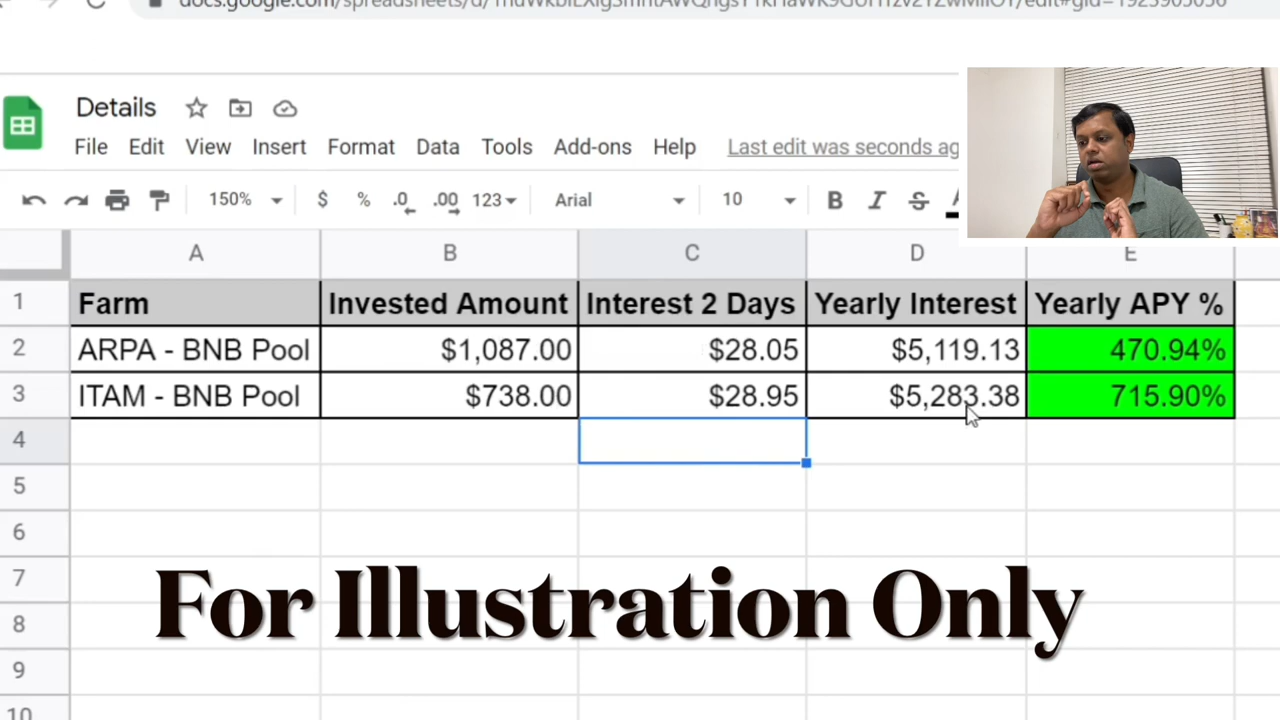 Details
File Edit View Insert Format Data Tools Add-ons Help Last edit was seconds
150% $ % .0 .00 123 Arial 10 B I S
A B C D E
1 Farm Invested Amount Interest 2 Days Yearly Interest Yearly APY %
2 ARPA - BNB Pool $1,087.00 $28.05 $5,119.13 470.94%
3 ITAM - BNB Pool $738.00 $28.95 $5,283.38 715.90%
4
5
6
7
For Illustration Only
8
9
10